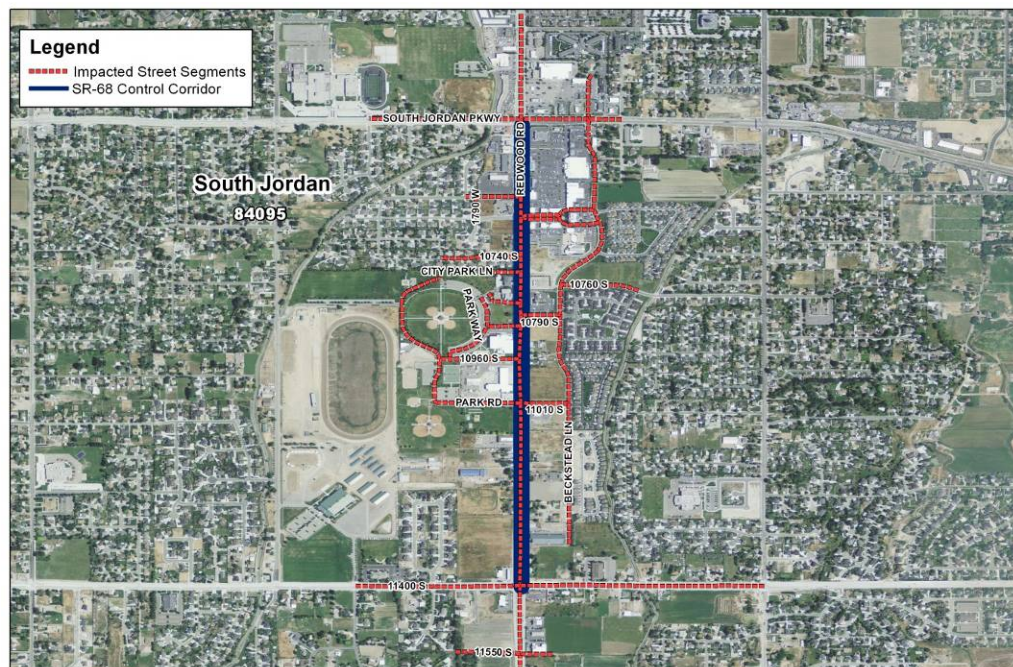 Legend
Impacted Street Segments
SR-68 Control Corridor
SOUTH JORDAN PKWY
REDWOOD RD
South Jordan
84095
1790 W
10740 S
CITY PARK LN
10760 S
PARK WAY
10790 S
10960 S
PARK RD
11010 S
BECKSTEAD LN
11400 S
11550 S